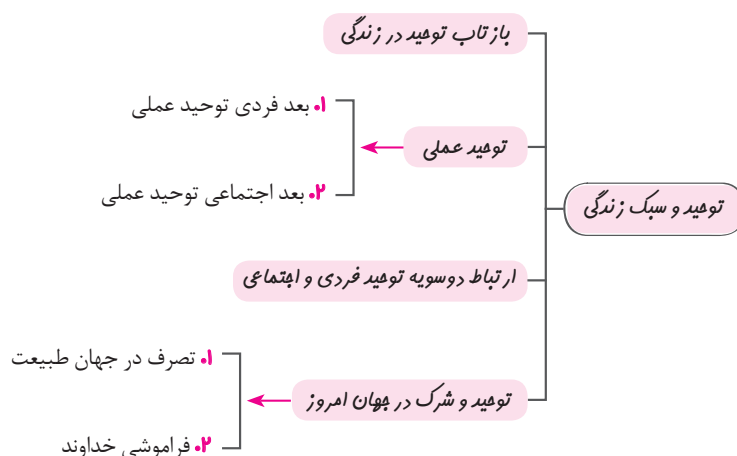 توحید و سبک زندگی
بازتاب توحید در زندگی
توحید عملی
۱. بعد فردی توحید عملی
۲. بعد اجتماعی توحید عملی
ارتباط دوسویه توحید فردی و اجتماعی
توحید و شرک در جهان امروز
۱. تصرف در جهان طبیعت
۲. فراموشی خداوند